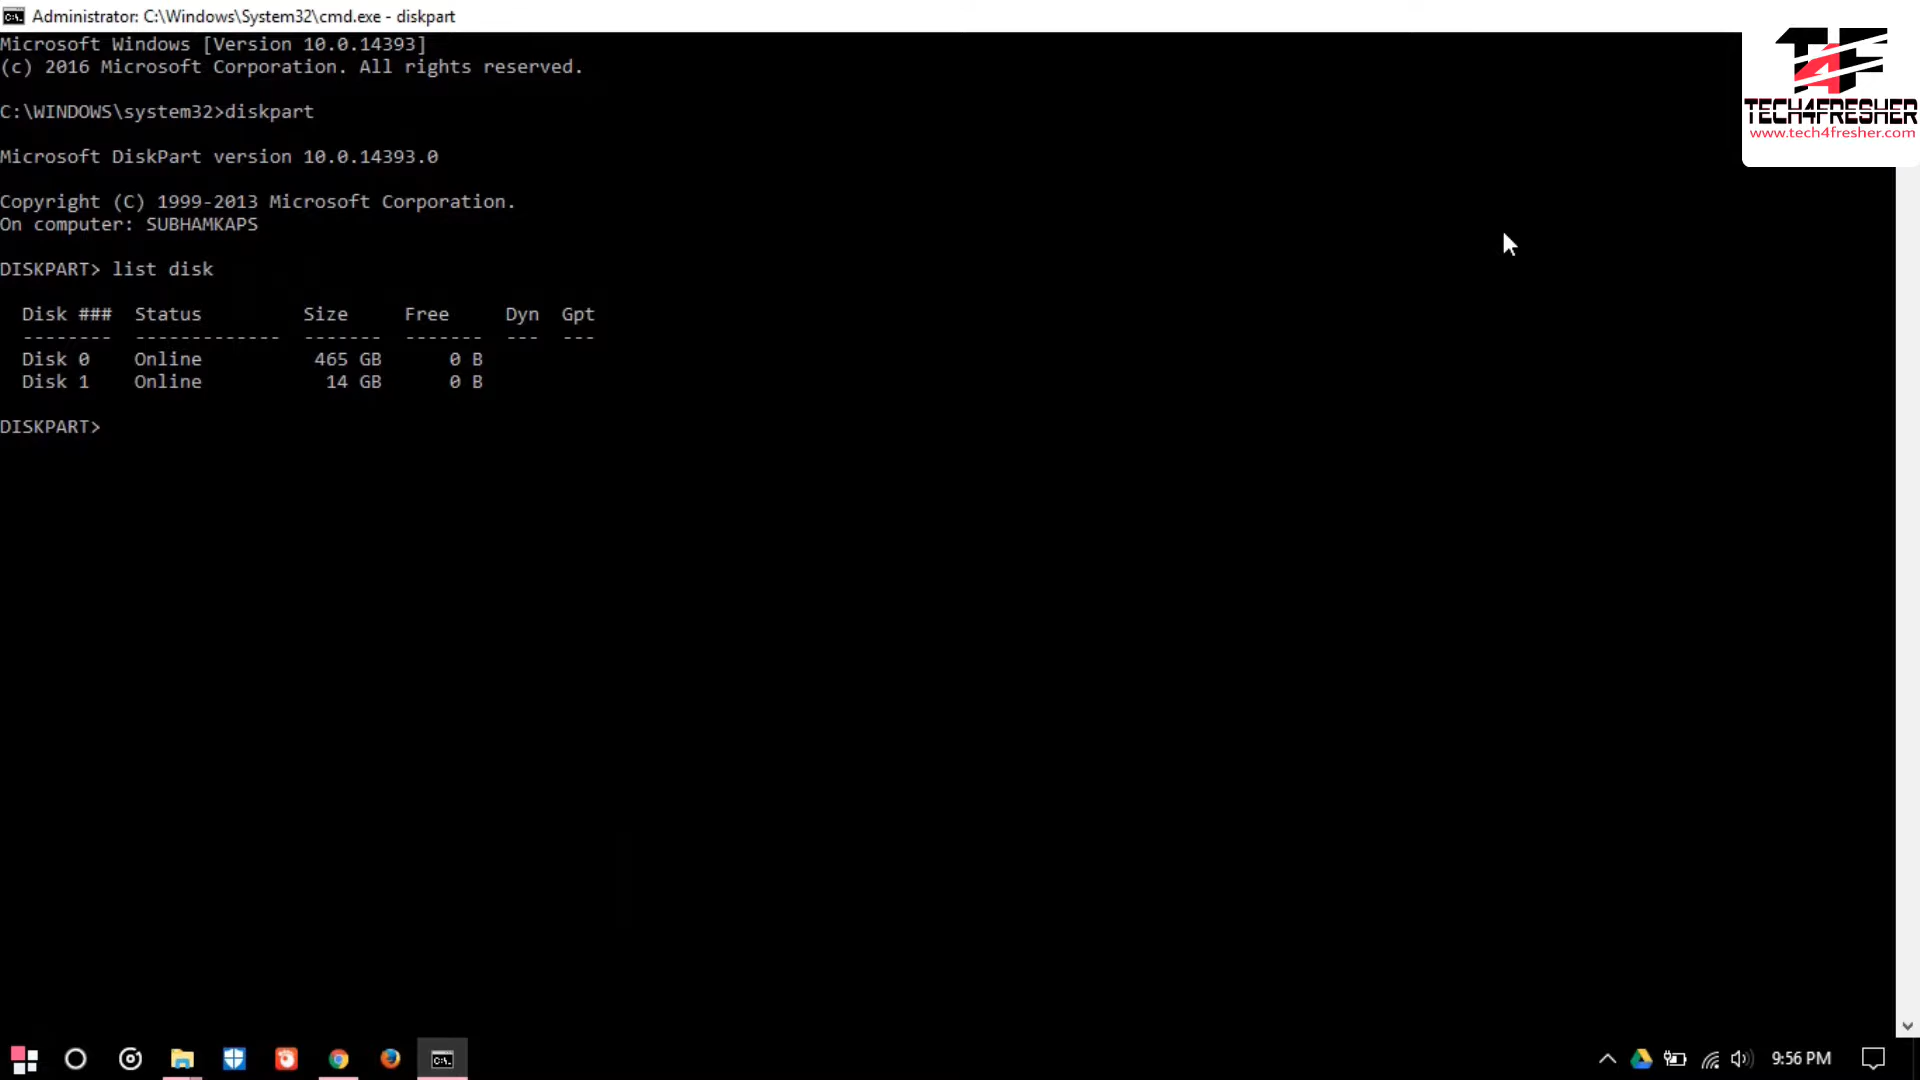 Administrator: C:\Windows\System32\cmd.exe - diskpart
Microsoft Windows [Version 10.0.14393]
(c) 2016 Microsoft Corporation. All rights reserved.
C:\WINDOWS\system32>diskpart
Microsoft DiskPart version 10.0.14393.0
Copyright (C) 1999-2013 Microsoft Corporation.
On computer: SUBHAMKAPS
DISKPART> list disk
Disk ### Status Size Free Dyn Gpt
-------- ------------- ------- ------- --- ---
Disk 0 Online 465 GB 0 B
Disk 1 Online 14 GB 0 B
DISKPART>
T4F
TECH4FRESHER
www.tech4fresher.com
C:\.
9:56 PM